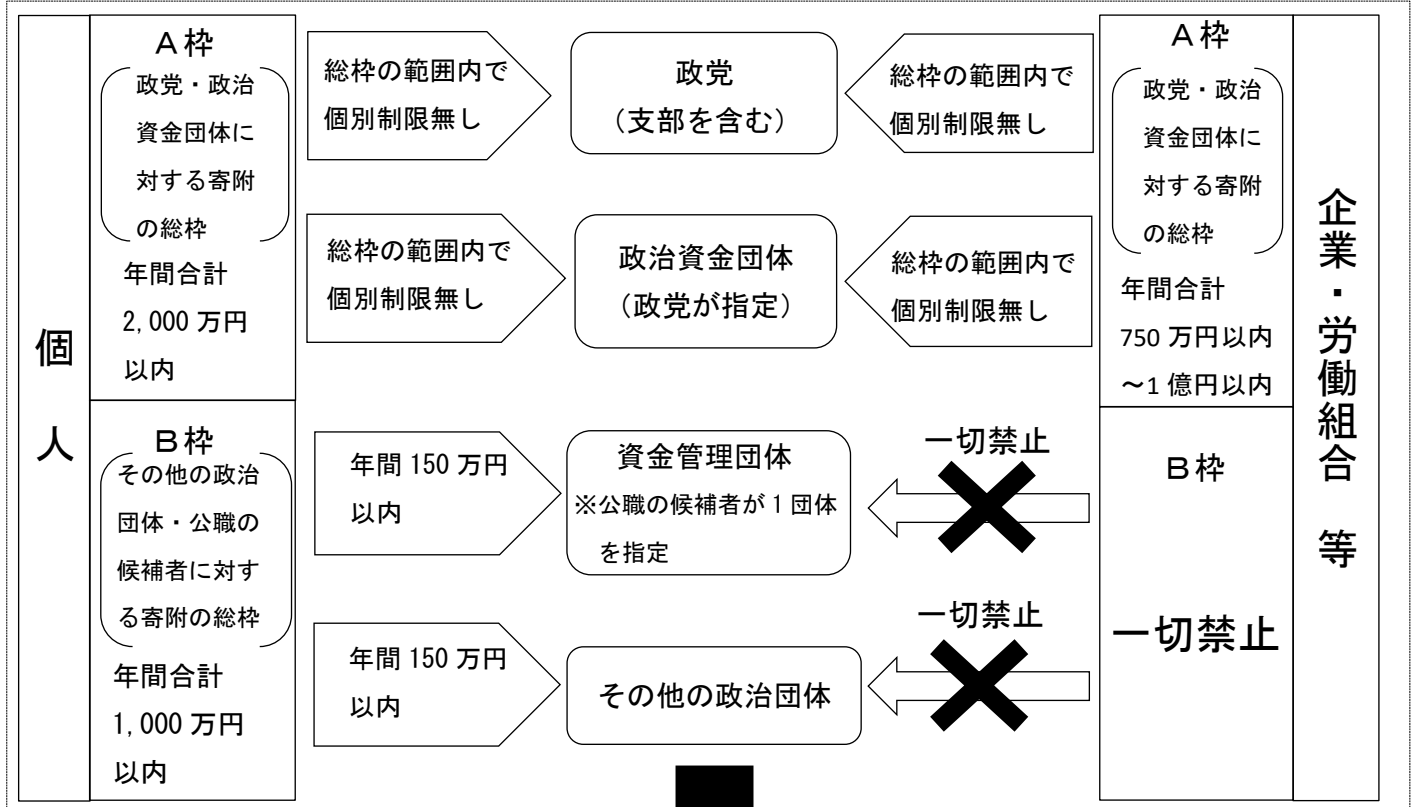 個人
A枠
政党・政治
資金団体に
対する寄附
の総枠
年間合計
2,000万円
以内
B枠
その他の政治
団体・公職の
候補者に対す
る寄附の総枠
年間合計
1,000万円
以内
総枠の範囲内で
個別制限無し
政党
(支部を含む)
総枠の範囲内で
個別制限無し
総枠の範囲内で
個別制限無し
政治資金団体
(政党が指定)
総枠の範囲内で
個別制限無し
年間150万円
以内
資金管理団体
※公職の候補者が1団体
を指定
一切禁止
年間150万円
以内
その他の政治団体
一切禁止
A枠
政党・政治
資金団体に
対する寄附
の総枠
年間合計
750万円以内
~1億円以内
B枠
一切禁止
企業・労働組合 等